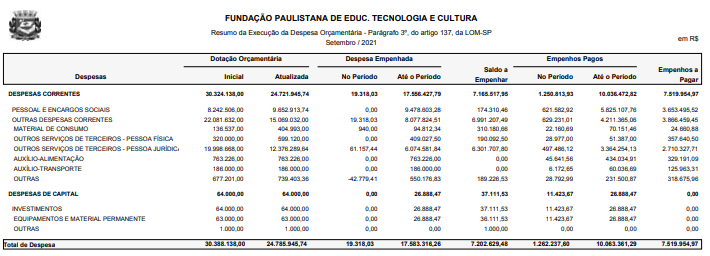 FUNDAÇÃO PAULISTANA DE EDUC. TECNOLOGIA E CULTURA
Resumo da Execução da Despesa Orçamentária - Parágrafo 3º, do artigo 137, da LOM-SP
Setembro / 2021
em R$
Dotação Orçamentária Despesa Empenhada Saldo a Empenhar Empenhos Pagos Empenhos a Pagar
Despesas Inicial Atualizada No Período Até o Período No Período Até o Período
DESPESAS CORRENTES 30.324.138,00 24.721.945,74 19.318,03 17.556.427,79 7.165.517,95 1.250.813,93 10.036.472,82 7.519.954,97
PESSOAL E ENCARGOS SOCIAIS 8.242.506,00 9.652.913,74 0,00 9.478.603,28 174.310,46 621.582,92 5.825.107,76 3.653.495,52
OUTRAS DESPESAS CORRENTES 22.081.632,00 15.069.032,00 19.318,03 8.077.824,51 6.991.207,49 629.231,01 4.211.365,06 3.866.459,45
MATERIAL DE CONSUMO 136.537,00 404.993,00 940,00 94.812,34 310.180,66 22.160,69 70.151,46 24.660,88
OUTROS SERVIÇOS DE TERCEIROS - PESSOA FÍSICA 320.000,00 599.120,00 0,00 409.027,50 190.092,50 28.977,00 51.387,00 357.640,50
OUTROS SERVIÇOS DE TERCEIROS - PESSOA JURÍDICA 19.998.668,00 12.376.289,64 61.157,44 6.074.581,84 6.301.707,80 497.486,12 3.364.254,13 2.710.327,71
AUXÍLIO-ALIMENTAÇÃO 763.226,00 763.226,00 0,00 763.226,00 0,00 45.641,56 434.034,91 329.191,09
AUXÍLIO-TRANSPORTE 186.000,00 186.000,00 0,00 186.000,00 0,00 6.172,65 60.036,69 125.963,31
OUTRAS 677.201,00 739.403,36 -42.779,41 550.176,83 189.226,53 28.792,99 231.500,87 318.675,96
DESPESAS DE CAPITAL 64.000,00 64.000,00 0,00 26.888,47 37.111,53 11.423,67 26.888,47 0,00
INVESTIMENTOS 64.000,00 64.000,00 0,00 26.888,47 37.111,53 11.423,67 26.888,47 0,00
EQUIPAMENTOS E MATERIAL PERMANENTE 63.000,00 63.000,00 0,00 26.888,47 36.111,53 11.423,67 26.888,47 0,00
OUTRAS 1.000,00 1.000,00 0,00 0,00 1.000,00 0,00 0,00 0,00
Total de Despesa 30.388.138,00 24.785.945,74 19.318,03 17.583.316,26 7.202.629,48 1.262.237,60 10.063.361,29 7.519.954,97